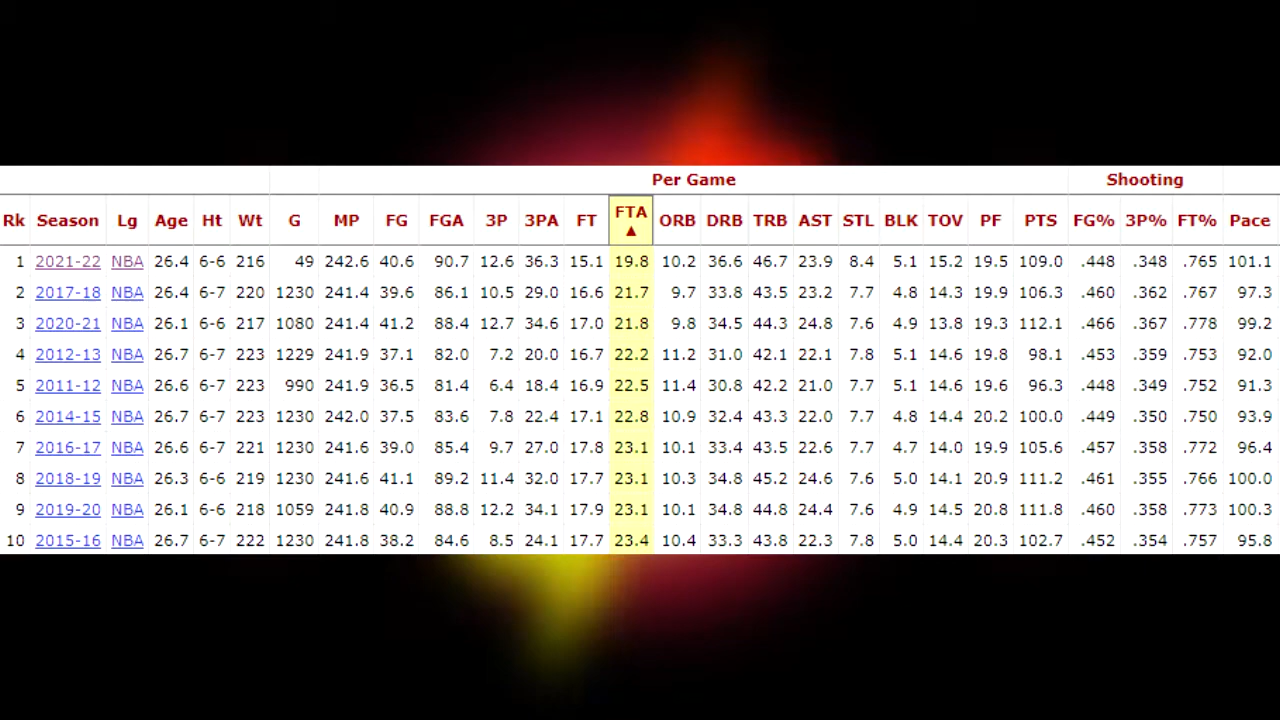 Per Game Shooting
Rk Season Lg Age Ht Wt G MP FG FGA 3P 3PA FT FTA ▲ ORB DRB TRB AST STL BLK TOV PF PTS FG% 3P% FT% Pace
1 2021-22 NBA 26.4 6-6 216 49 242.6 40.6 90.7 12.6 36.3 15.1 19.8 10.2 36.6 46.7 23.9 8.4 5.1 15.2 19.5 109.0 .448 .348 .765 101.1
2 2017-18 NBA 26.4 6-7 220 1230 241.4 39.6 86.1 10.5 29.0 16.6 21.7 9.7 33.8 43.5 23.2 7.7 4.8 14.3 19.9 106.3 .460 .362 .767 97.3
3 2020-21 NBA 26.1 6-6 217 1080 241.4 41.2 88.4 12.7 34.6 17.0 21.8 9.8 34.5 44.3 24.8 7.6 4.9 13.8 19.3 112.1 .466 .367 .778 99.2
4 2012-13 NBA 26.7 6-7 223 1229 241.9 37.1 82.0 7.2 20.0 16.7 22.2 11.2 31.0 42.1 22.1 7.8 5.1 14.6 19.8 98.1 .453 .359 .753 92.0
5 2011-12 NBA 26.6 6-7 223 990 241.9 36.5 81.4 6.4 18.4 16.9 22.5 11.4 30.8 42.2 21.0 7.7 5.1 14.6 19.6 96.3 .448 .349 .752 91.3
6 2014-15 NBA 26.7 6-7 223 1230 242.0 37.5 83.6 7.8 22.4 17.1 22.8 10.9 32.4 43.3 22.0 7.7 4.8 14.4 20.2 100.0 .449 .350 .750 93.9
7 2016-17 NBA 26.6 6-7 221 1230 241.6 39.0 85.4 9.7 27.0 17.8 23.1 10.1 33.4 43.5 22.6 7.7 4.7 14.0 19.9 105.6 .457 .358 .772 96.4
8 2018-19 NBA 26.3 6-6 219 1230 241.6 41.1 89.2 11.4 32.0 17.7 23.1 10.3 34.8 45.2 24.6 7.6 5.0 14.1 20.9 111.2 .461 .355 .766 100.0
9 2019-20 NBA 26.1 6-6 218 1059 241.8 40.9 88.8 12.2 34.1 17.9 23.1 10.1 34.8 44.8 24.4 7.6 4.9 14.5 20.8 111.8 .460 .358 .773 100.3
10 2015-16 NBA 26.7 6-7 222 1230 241.8 38.2 84.6 8.5 24.1 17.7 23.4 10.4 33.3 43.8 22.3 7.8 5.0 14.4 20.3 102.7 .452 .354 .757 95.8